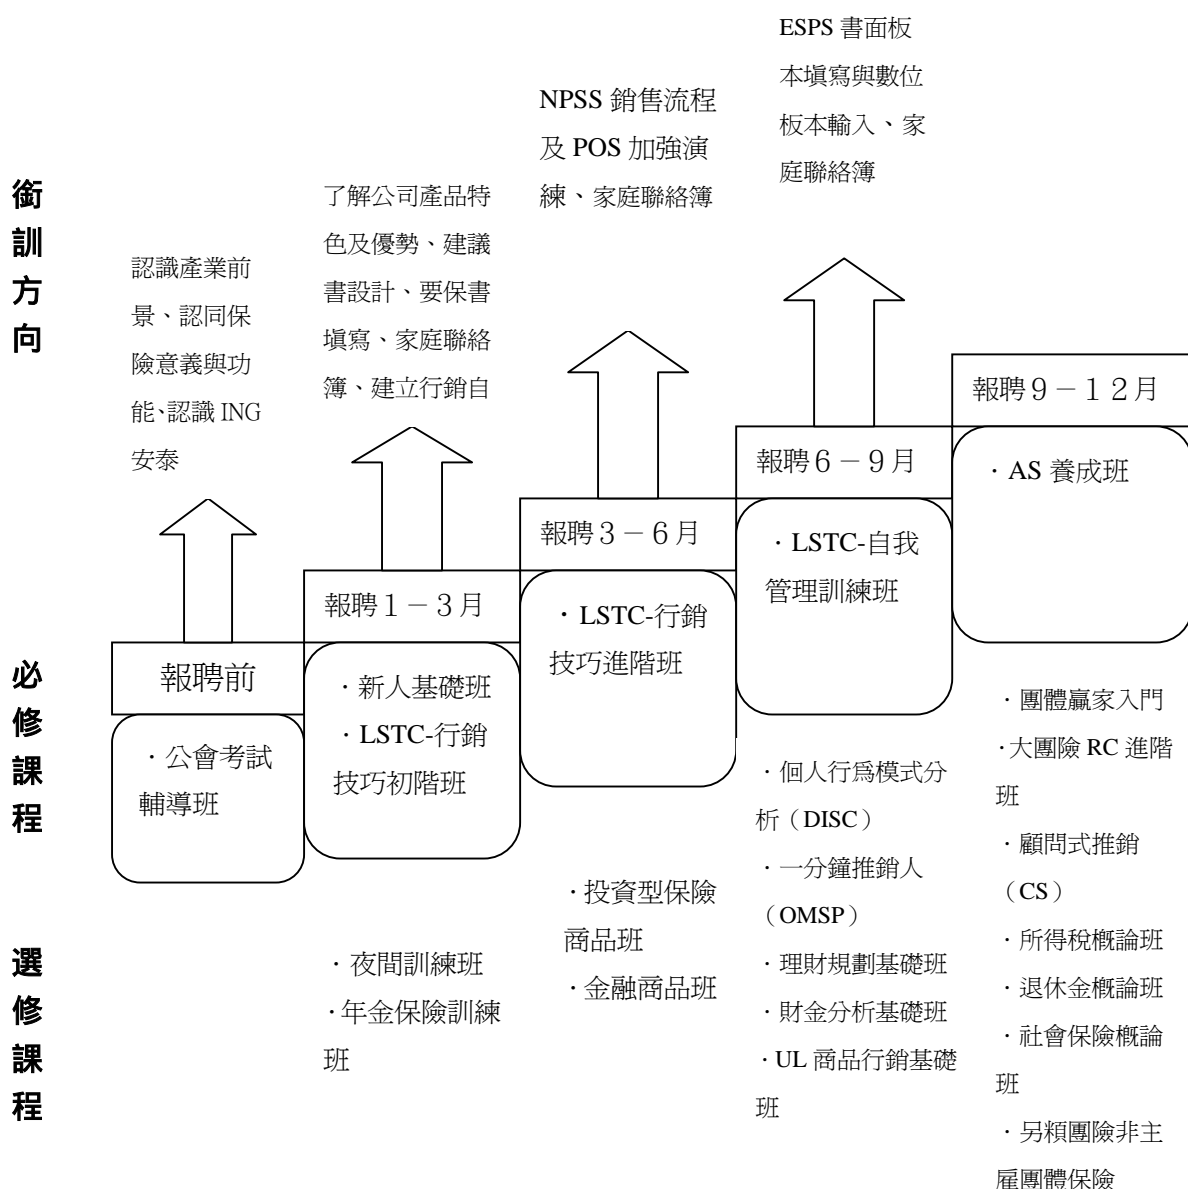 銜訓方向
認識產業前
景、認同保
險意義與功
能、認識 ING
安泰
了解公司產品特
色及優勢、建議
書設計、要保書
填寫、家庭聯絡
簿、建立行銷自
NPSS 銷售流程
及 POS 加強演
練、家庭聯絡簿
ESPS 書面板
本填寫與數位
板本輸入、家
庭聯絡簿
必修課程
報聘前
·公會考試
輔導班
報聘1－3月
·新人基礎班
·LSTC-行銷
技巧初階班
報聘3－6月
·LSTC-行銷
技巧進階班
報聘6－9月
·LSTC-自我
管理訓練班
報聘9－12月
·AS 養成班
選修課程
·夜間訓練班
·年金保險訓練
班
·投資型保險
商品班
·金融商品班
·個人行為模式分
析（DISC）
·一分鐘推銷人
（OMSP）
·理財規劃基礎班
·財金分析基礎班
·UL 商品行銷基礎
班
·團體贏家入門
·大團險 RC 進階
班
·顧問式推銷
（CS）
·所得稅概論班
·退休金概論班
·社會保險概論
班
·另類團險非主
雇團體保險